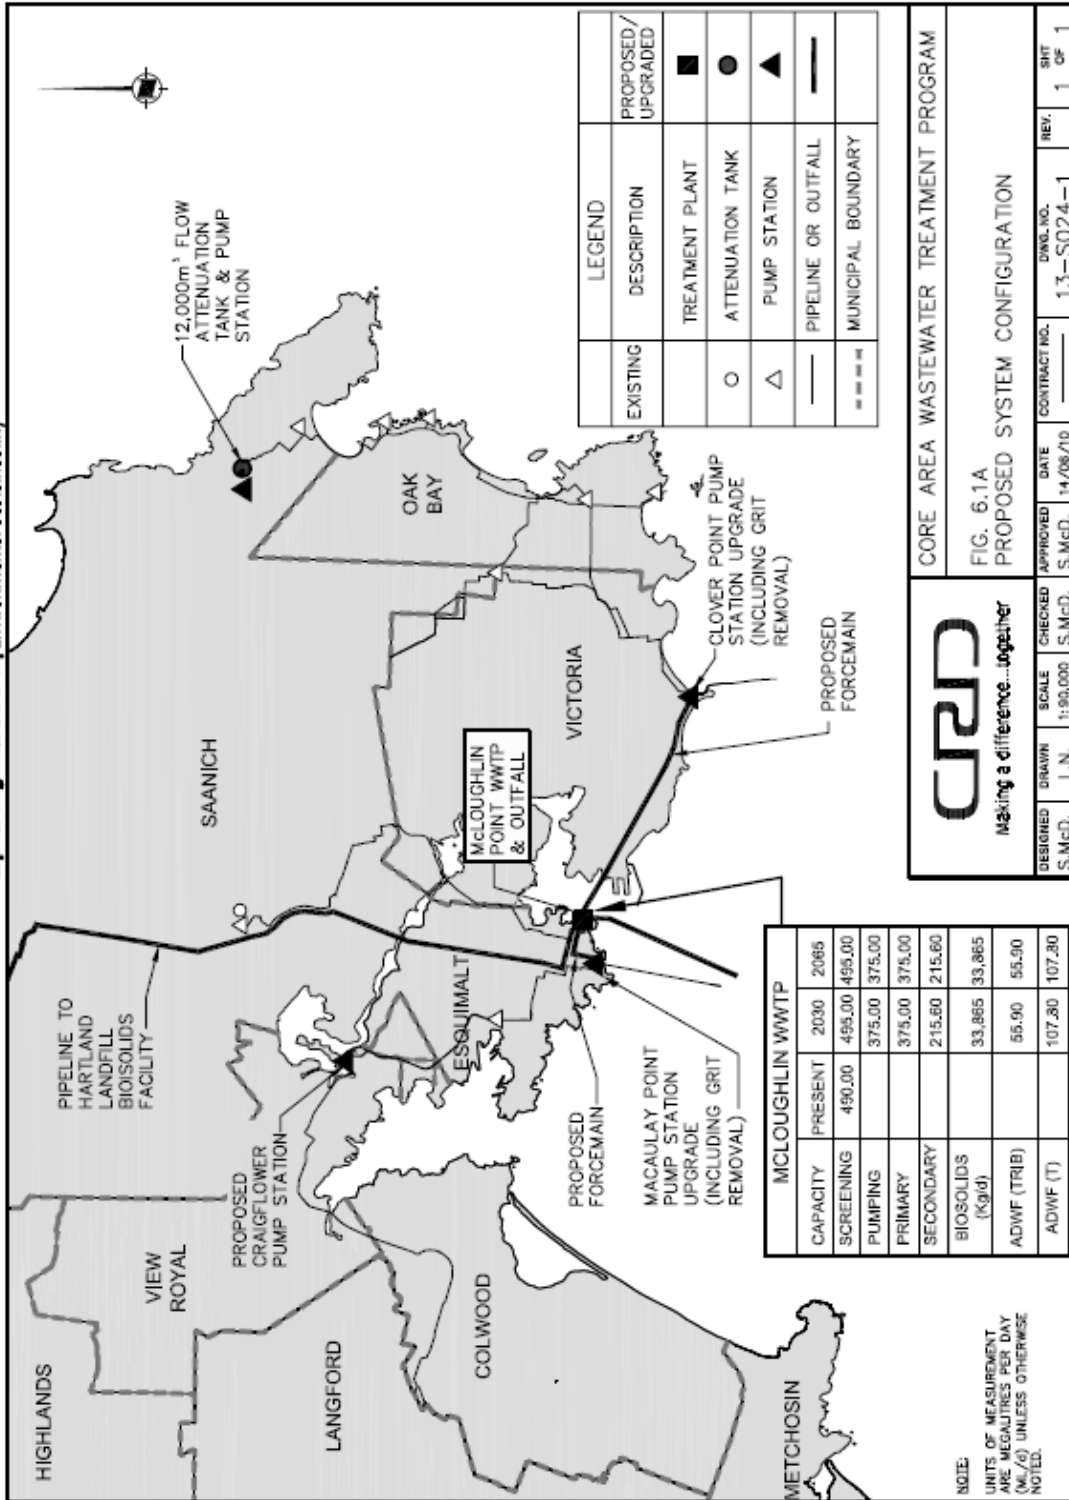 HIGHLANDS
VIEW
ROYAL
LANGFORD
COLWOOD
METCHOSIN
SAANICH
ESQUIMALT
VICTORIA
OAK
BAY
PIPELINE TO
HARTLAND
LANDFILL
BIOISOLIDS
FACILITY
PROPOSED
CRAIGFLOWER
PUMP STATION
12,000m³ FLOW
ATTENUATION
TANK & PUMP
STATION
McLOUGHLIN
POINT WWTP
& OUTFALL
PROPOSED
FORCEMAIN
MACAULAY POINT
PUMP STATION
UPGRADE
(INCLUDING GRIT
REMOVAL)
CLOVER POINT PUMP
STATION UPGRADE
(INCLUDING GRIT
REMOVAL)
PROPOSED
FORCEMAIN
LEGEND
EXISTING DESCRIPTION PROPOSED/
UPGRADED
TREATMENT PLANT
ATTENUATION TANK
PUMP STATION
PIPELINE OR OUTFALL
MUNICIPAL BOUNDARY
MCLOUGHLIN WWTP
CAPACITY PRESENT 2030 2065
SCREENING 490.00 495.00 495.00
PUMPING 375.00 375.00
PRIMARY 375.00 375.00
SECONDARY 215.60 215.60
BIOSOLIDS
(Kg/d) 33,865 33,865
ADWF (TRIB) 55.90 55.90
ADWF (T) 107.80 107.80
NOTE:
UNITS OF MEASUREMENT
ARE MEGALITRES PER DAY
(ML/d) UNLESS OTHERWISE
NOTED.
CRD
Making a difference...together
CORE AREA WASTEWATER TREATMENT PROGRAM
FIG. 6.1A
PROPOSED SYSTEM CONFIGURATION
DESIGNED DRAWN SCALE CHECKED APPROVED DATE CONTRACT NO. DWG. NO. REV. SHT
S.McD. L.N. 1:90,000 S.McD. S.McD. 14/06/10 13-S024-1 1 OF 1